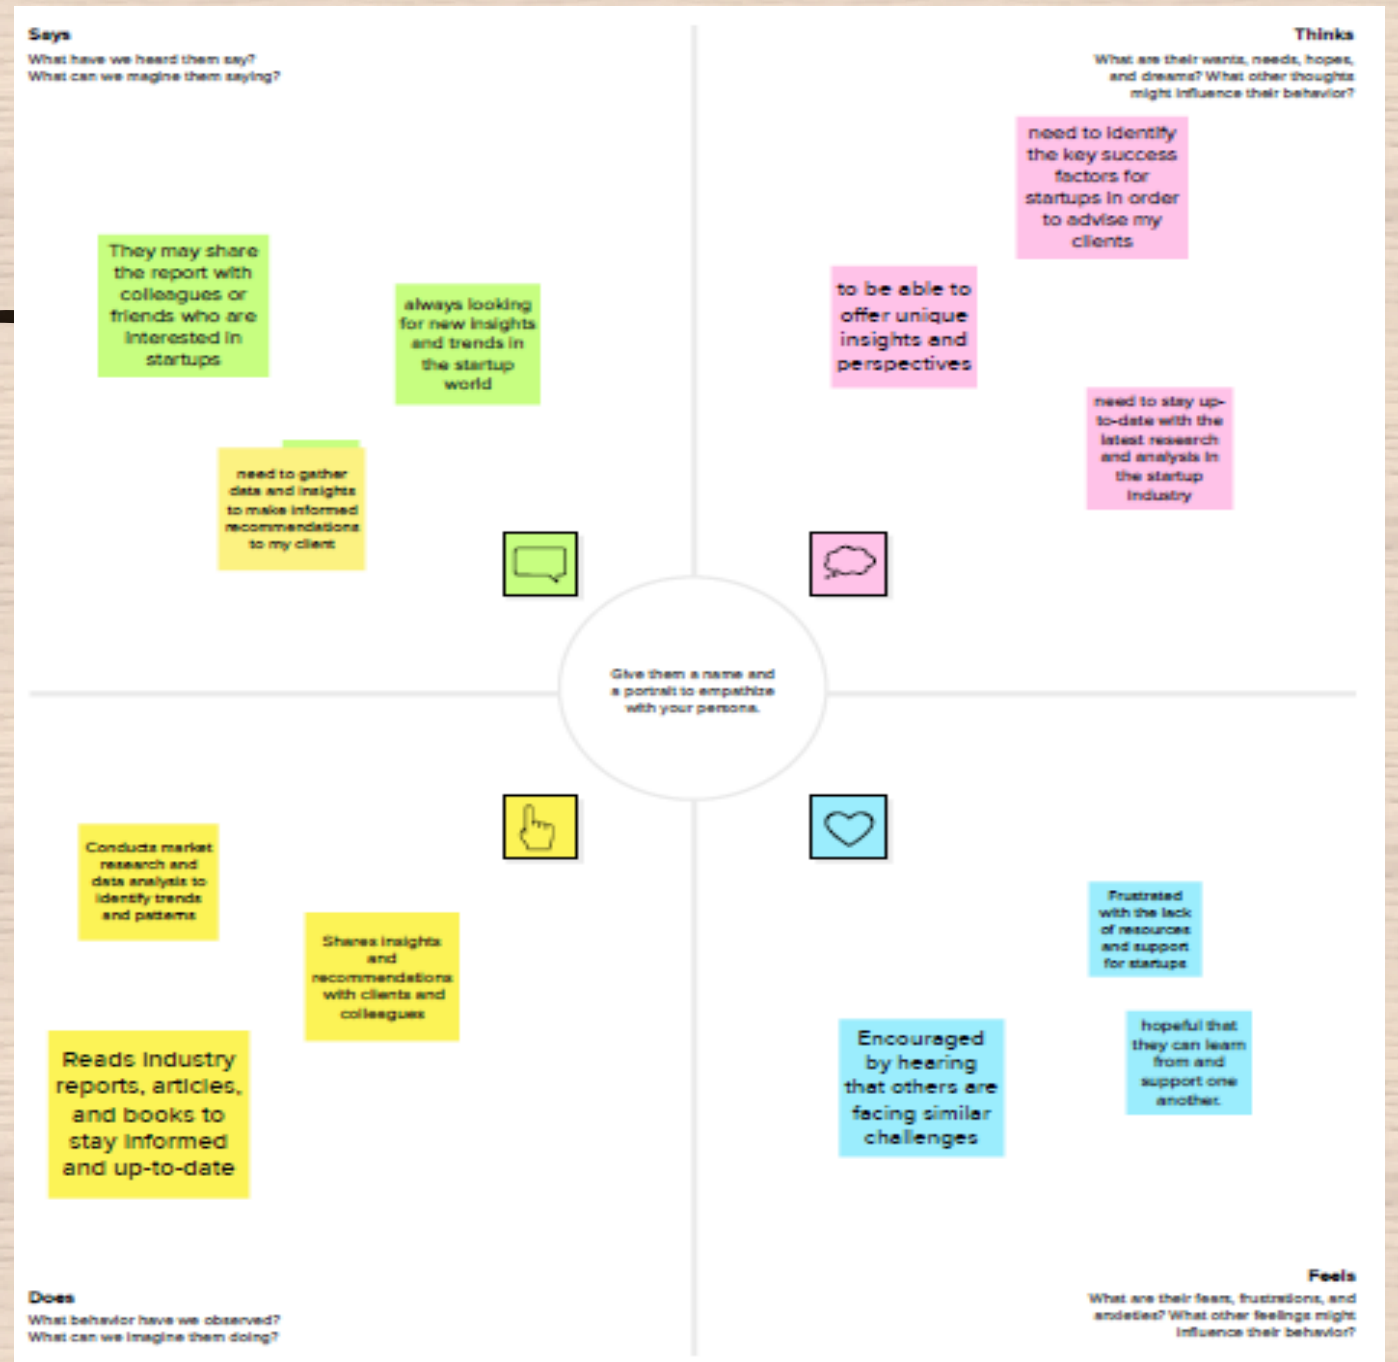 Says
What have we heard them say?
What can we magine them saying?
They may share
the report with
colleagues or
friends who are
interested in
startups
always looking
for new insights
and trends in
the startup
world
need to gather
data and insights
to make informed
recommendations
to my client
Thinks
What are their wants, needs, hopes,
and dreams? What other thoughts
might influence their behavior?
need to identify
the key success
factors for
startups in order
to advise my
clients
to be able to
offer unique
insights and
perspectives
need to stay up-
to-date with the
latest research
and analysis in
the startup
industry
Give them a name and
a portrait to empathize
with your persona.
Conducts market
research and
data analysis to
identify trends
and patterns
Shares insights
and
recommendations
with clients and
colleagues
Reads industry
reports, articles,
and books to
stay informed
and up-to-date
Does
What behavior have we observed?
What can we imagine them doing?
Frustrated
with the lack
of resources
and support
for startups
Encouraged
by hearing
that others are
facing similar
challenges
hopeful that
they can learn
from and
support one
another.
Feels
What are their fears, frustrations, and
anxieties? What other feelings might
influence their behavior?